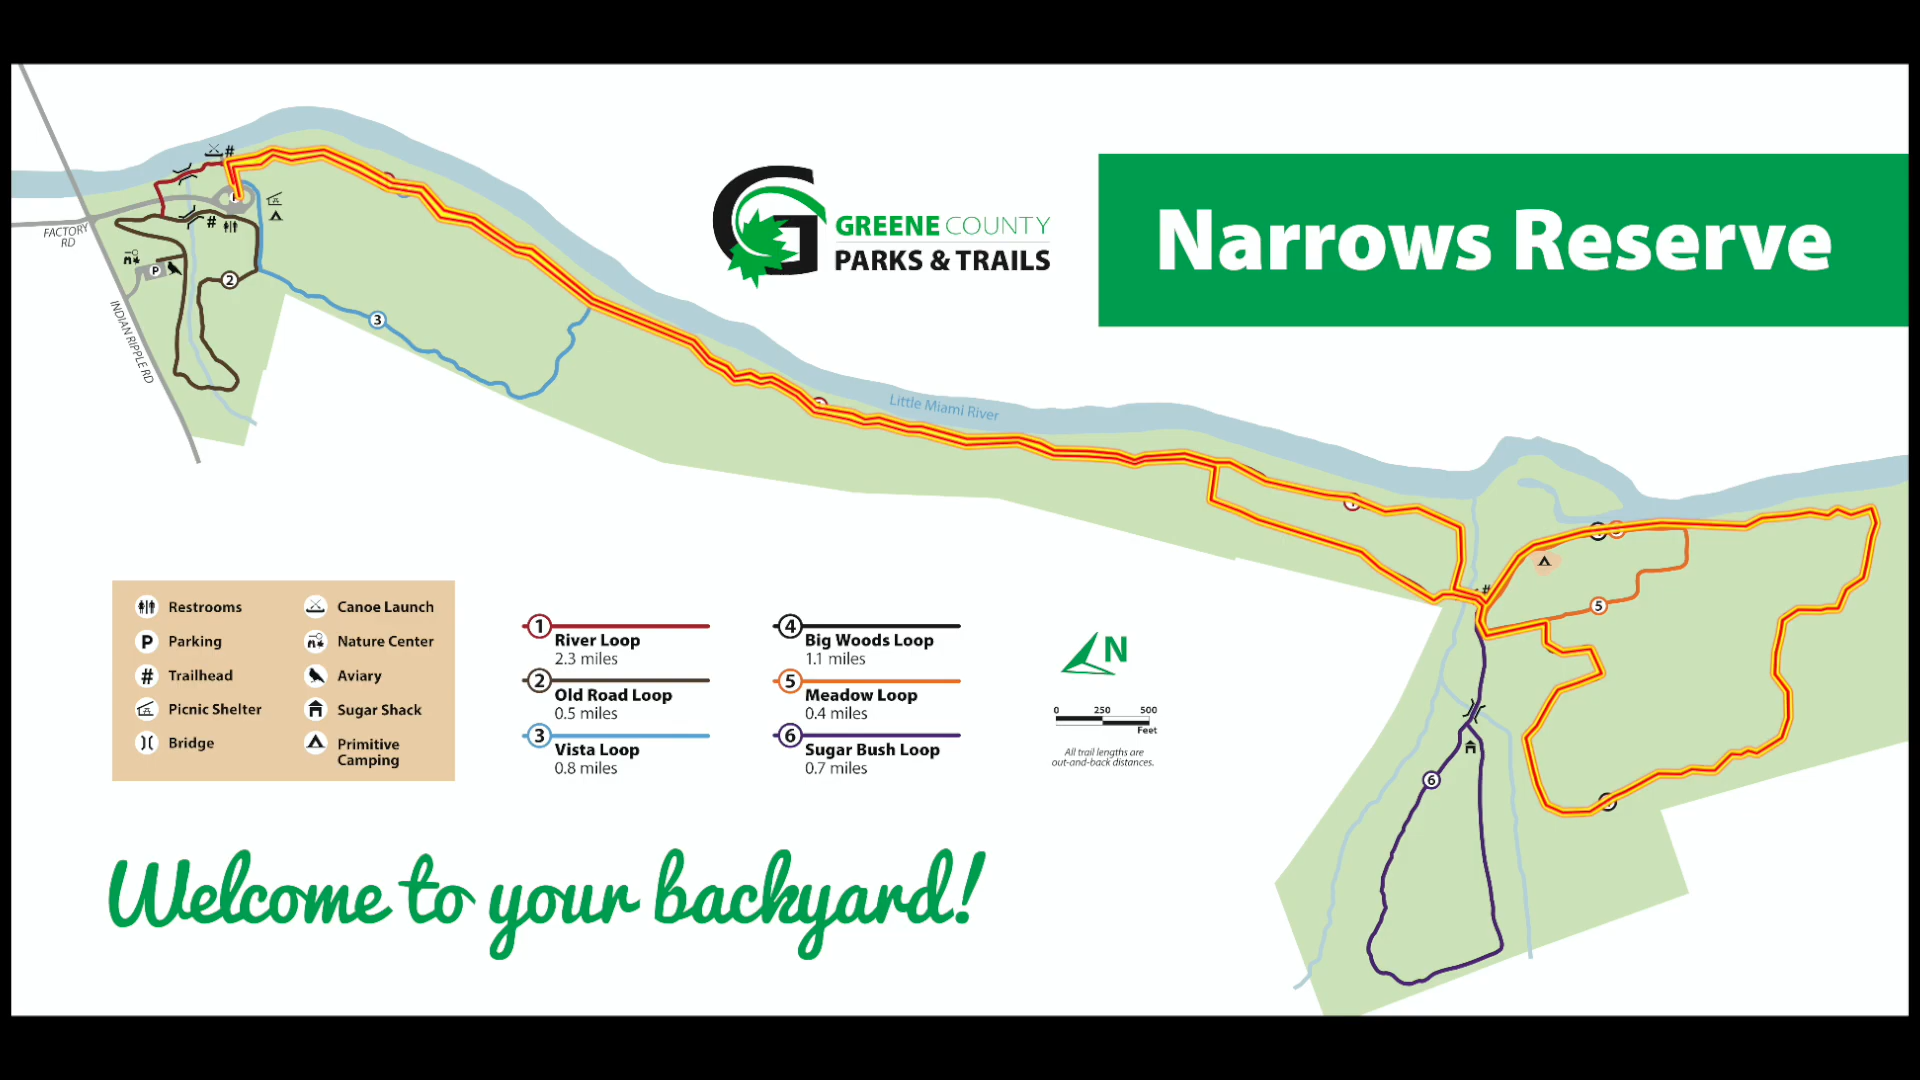 FACTORY
RD
P
P
2
INDIAN RIPPLE RD
3
GREENE COUNTY
PARKS & TRAILS
Narrows Reserve
Little Miami River
5
6
Restrooms
P Parking
# Trailhead
Picnic Shelter
Bridge
Canoe Launch
Nature Center
Aviary
Sugar Shack
Primitive
Camping
1
River Loop
2.3 miles
2
Old Road Loop
0.5 miles
3
Vista Loop
0.8 miles
4
Big Woods Loop
1.1 miles
5
Meadow Loop
0.4 miles
6
Sugar Bush Loop
0.7 miles
N
0 250 500
Feet
All trail lengths are
out-and-back distances.
Welcome to your backyard!